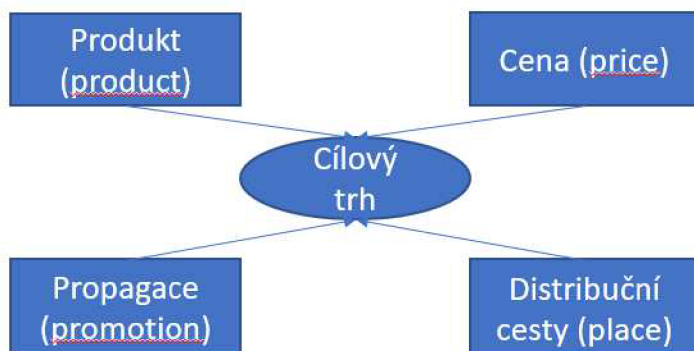 Produkt
(product)
Cena (price)
Cílový
trh
Propagace
(promotion)
Distribuční
cesty (place)